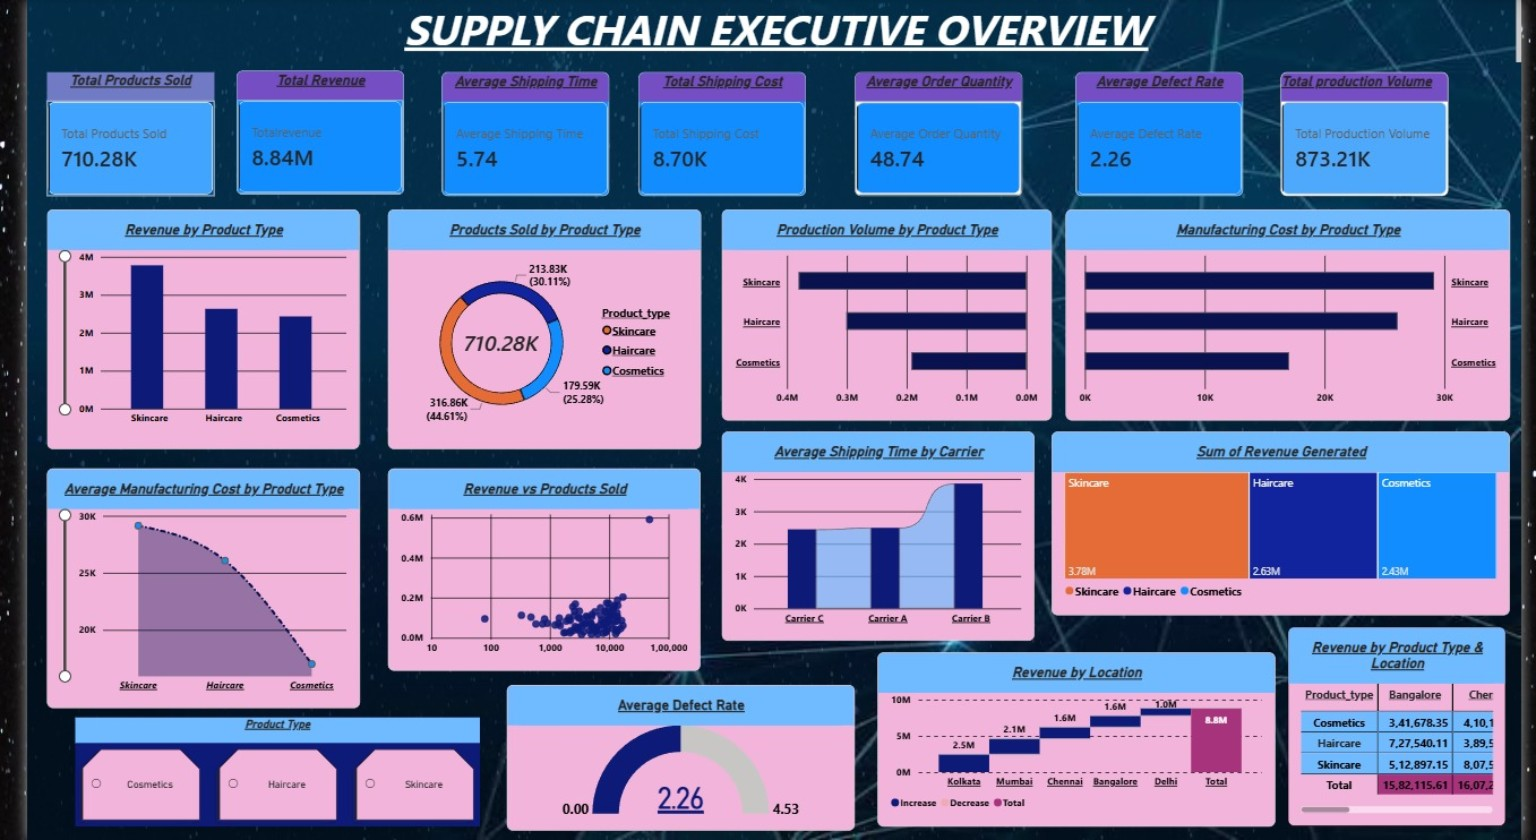 SUPPLY CHAIN EXECUTIVE OVERVIEW
Total Products Sold
Total Products Sold
710.28K
Total Revenue
Totalrevenue
8.84M
Average Shipping Time
Average Shipping Time
5.74
Total Shipping Cost
Total Shipping Cost
8.70K
Average Order Quantity
Average Order Quantity
48.74
Average Defect Rate
Average Defect Rate
2.26
Total production Volume
Total Production Volume
873.21K
Revenue by Product Type
4M
3M
2M
1M
0M
Skincare Haircare Cosmetics
Products Sold by Product Type
213.83K
(30.11%)
710.28K
179.59K
(25.28%)
316.86K
(44.61%)
Product_type
Skincare
Haircare
Cosmetics
Production Volume by Product Type
Skincare
Haircare
Cosmetics
0.4M 0.3M 0.2M 0.1M 0.0M
Manufacturing Cost by Product Type
Skincare
Haircare
Cosmetics
0K 10K 20K 30K
Average Manufacturing Cost by Product Type
30K
25K
20K
Skincare Haircare Cosmetics
Revenue vs Products Sold
0.6M
0.4M
0.2M
0.0M
10 100 1,000 10,000 1,00,000
Average Shipping Time by Carrier
4K
3K
2K
1K
0K
Carrier C Carrier A Carrier B
Sum of Revenue Generated
Skincare Haircare Cosmetics
3.78M 2.63M 2.43M
Skincare Haircare Cosmetics
Product Type
Cosmetics Haircare Skincare
Average Defect Rate
0.00 2.26 4.53
Revenue by Location
10M
5M
0M
2.5M 2.1M 1.6M 1.6M 1.0M 8.8M
Kolkata Mumbai Chennai Bangalore Delhi Total
Increase Decrease Total
Revenue by Product Type &
Location
Product_type Bangalore Cher
Cosmetics 3,41,678.35 4,10,1
Haircare 7,27,540.11 3,89,5
Skincare 5,12,897.15 8,07,5
Total 15,82,115.61 16,07,2